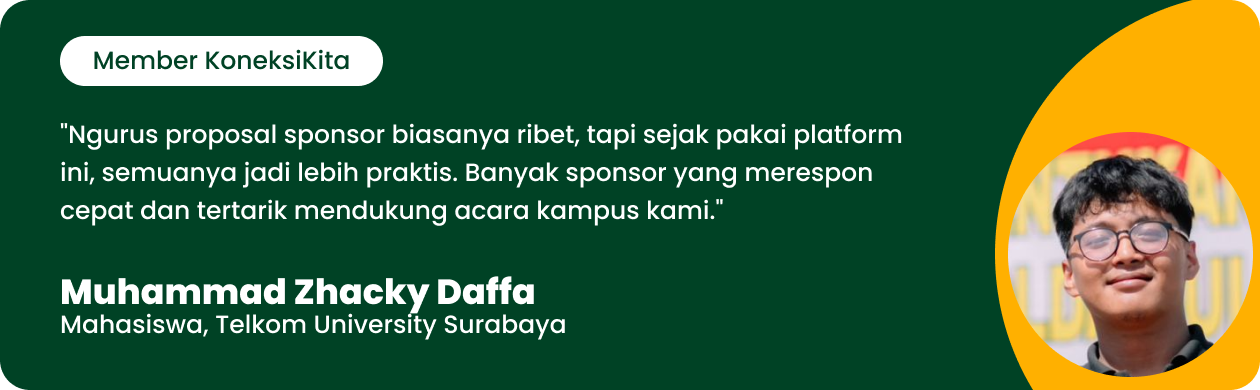 Member KoneksiKita
"Ngurus proposal sponsor biasanya ribet, tapi sejak pakai platform
ini, semuanya jadi lebih praktis. Banyak sponsor yang merespon
cepat dan tertarik mendukung acara kampus kami."
Muhammad Zhacky Daffa
Mahasiswa, Telkom University Surabaya